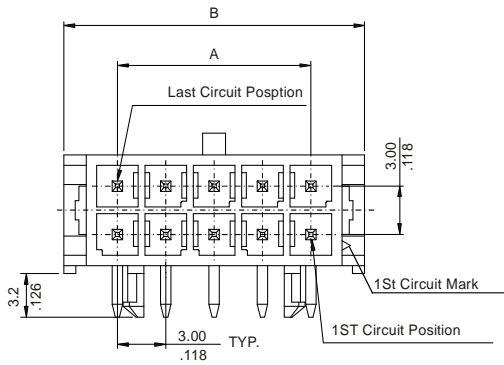 B
A
Last Circuit Posption
3.00
.118
1St Circuit Mark
3.2
.126
3.00
.118
TYP.
1ST Circuit Position